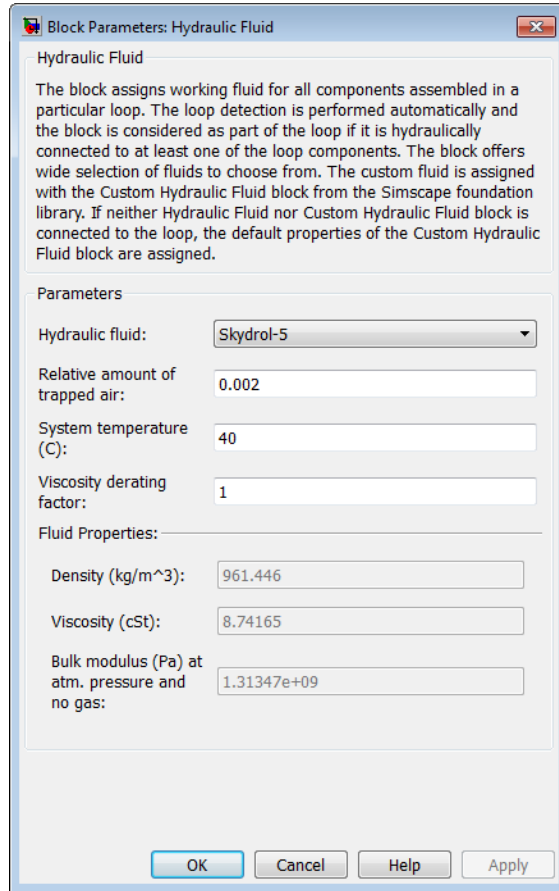 Block Parameters: Hydraulic Fluid
Hydraulic Fluid
The block assigns working fluid for all components assembled in a
particular loop. The loop detection is performed automatically and
the block is considered as part of the loop if it is hydraulically
connected to at least one of the loop components. The block offers
wide selection of fluids to choose from. The custom fluid is assigned
with the Custom Hydraulic Fluid block from the Simscape foundation
library. If neither Hydraulic Fluid nor Custom Hydraulic Fluid block is
connected to the loop, the default properties of the Custom Hydraulic
Fluid block are assigned.
Parameters
Hydraulic fluid: Skydrol-5
Relative amount of
trapped air: 0.002
System temperature
(C): 40
Viscosity derating
factor: 1
Fluid Properties:
Density (kg/m^3): 961.446
Viscosity (cSt): 8.74165
Bulk modulus (Pa) at
atm. pressure and 1.31347e+09
no gas:
OK Cancel Help Apply